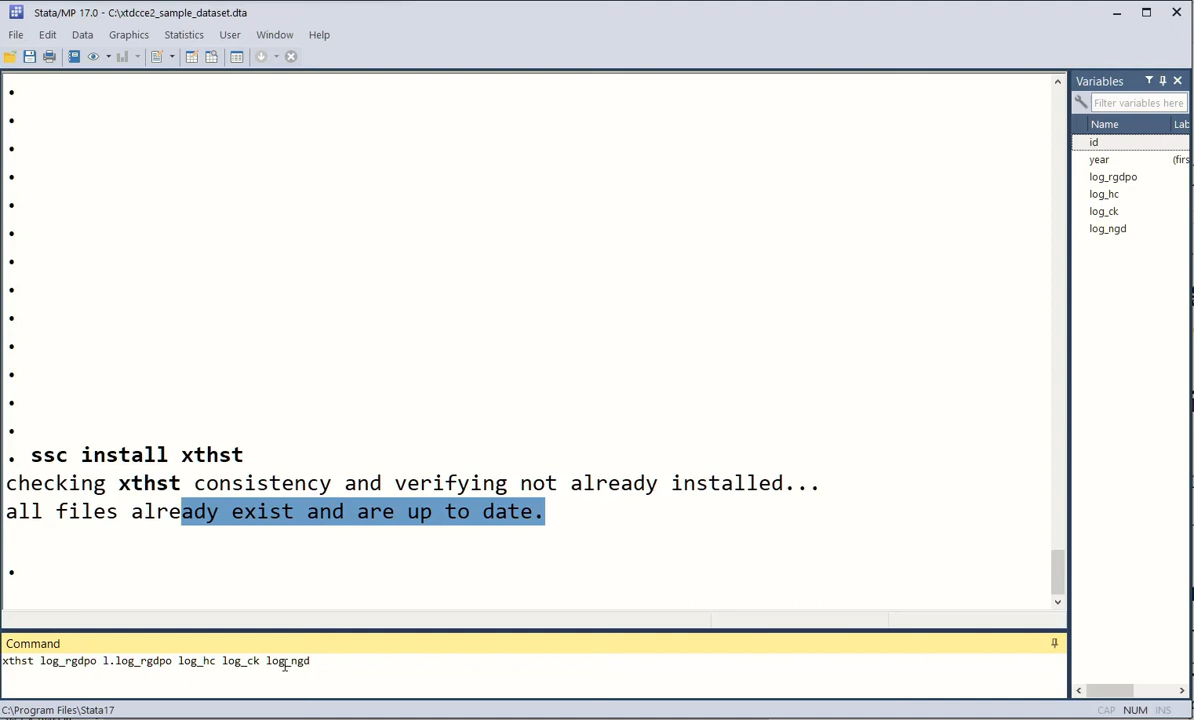 Stata/MP 17.0 - C:\xtdcce2_sample_dataset.dta
File Edit Data Graphics Statistics User Window Help
Variables
Filter variables here
Name Lab
id
year (firs
log_rgdpo
log_hc
log_ck
log_ngd
.
.
.
.
.
.
.
.
.
.
.
.
.
. ssc install xthst
checking xthst consistency and verifying not already installed...
all files already exist and are up to date.
.
Command
xthst log_rgdpo l.log_rgdpo log_hc log_ck log_ngd
C:\Program Files\Stata17
CAP NUM INS